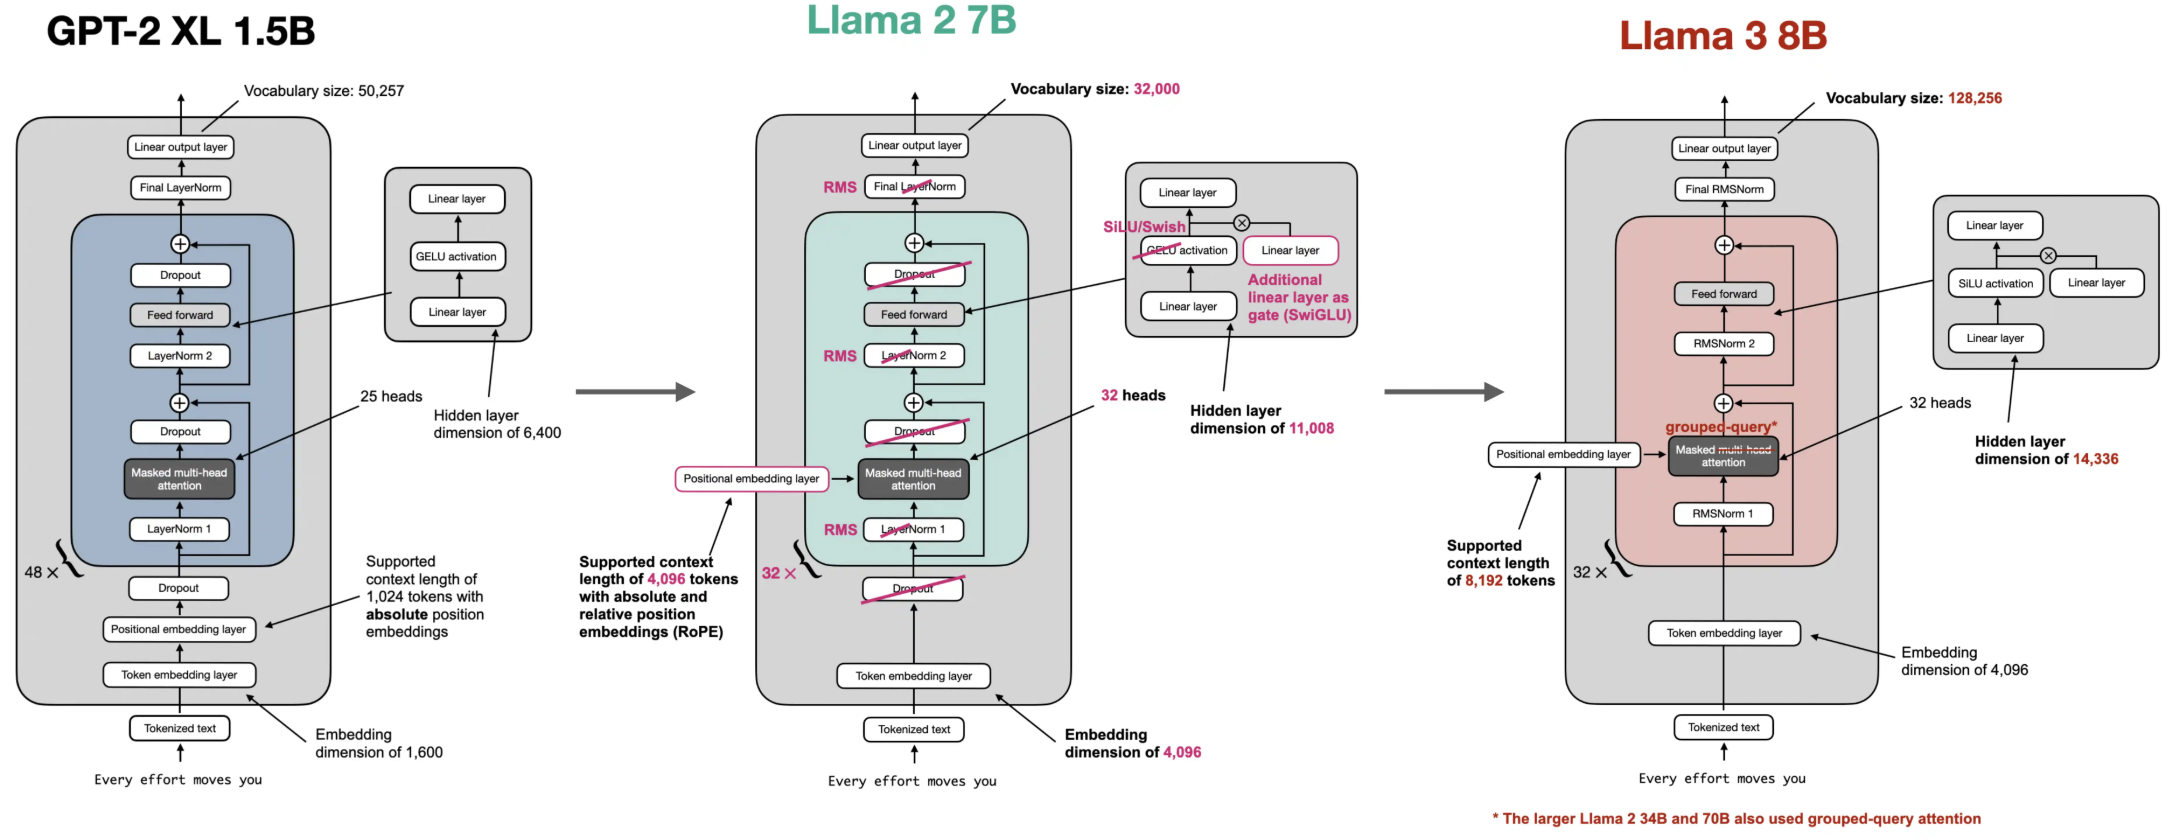 GPT-2 XL 1.5B
Vocabulary size: 50,257
Linear output layer
Final LayerNorm
Dropout
Feed forward
LayerNorm 2
Dropout
Masked multi-head
attention
LayerNorm 1
48 ×
Dropout
Positional embedding layer
Token embedding layer
Tokenized text
Every effort moves you
Linear layer
GELU activation
Linear layer
Hidden layer
dimension of 6,400
25 heads
Supported
context length of
1,024 tokens with
absolute position
embeddings
Embedding
dimension of 1,600
Llama 2 7B
Vocabulary size: 32,000
Linear output layer
RMS
Final LayerNorm
Dropout
Feed forward
RMS
LayerNorm 2
Dropout
Masked multi-head
attention
Positional embedding layer
RMS
LayerNorm 1
32 ×
Dropout
Token embedding layer
Tokenized text
Every effort moves you
Supported context
length of 4,096 tokens
with absolute and
relative position
embeddings (RoPE)
Linear layer
SiLU/Swish
GELU activation
Linear layer
Linear layer
Additional
linear layer as
gate (SwiGLU)
Hidden layer
dimension of 11,008
32 heads
Embedding
dimension of 4,096
Llama 3 8B
Vocabulary size: 128,256
Linear output layer
Final RMSNorm
Feed forward
RMSNorm 2
grouped-query*
Masked multi-head
attention
Positional embedding layer
RMSNorm 1
32 ×
Token embedding layer
Tokenized text
Every effort moves you
Supported
context length
of 8,192 tokens
Linear layer
SiLU activation
Linear layer
Linear layer
Hidden layer
dimension of 14,336
32 heads
Embedding
dimension of 4,096
* The larger Llama 2 34B and 70B also used grouped-query attention